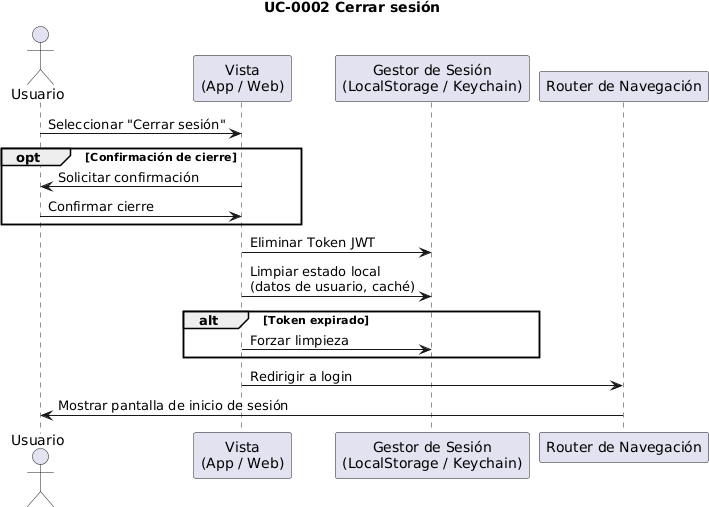 UC-0002 Cerrar sesión
Usuario
Vista
(App / Web)
Gestor de Sesión
(LocalStorage / Keychain)
Router de Navegación
Seleccionar "Cerrar sesión"
opt
[Confirmación de cierre]
Solicitar confirmación
Confirmar cierre
Eliminar Token JWT
Limpiar estado local
(datos de usuario, caché)
alt
[Token expirado]
Forzar limpieza
Redirigir a login
Mostrar pantalla de inicio de sesión
Usuario
Vista
(App / Web)
Gestor de Sesión
(LocalStorage / Keychain)
Router de Navegación